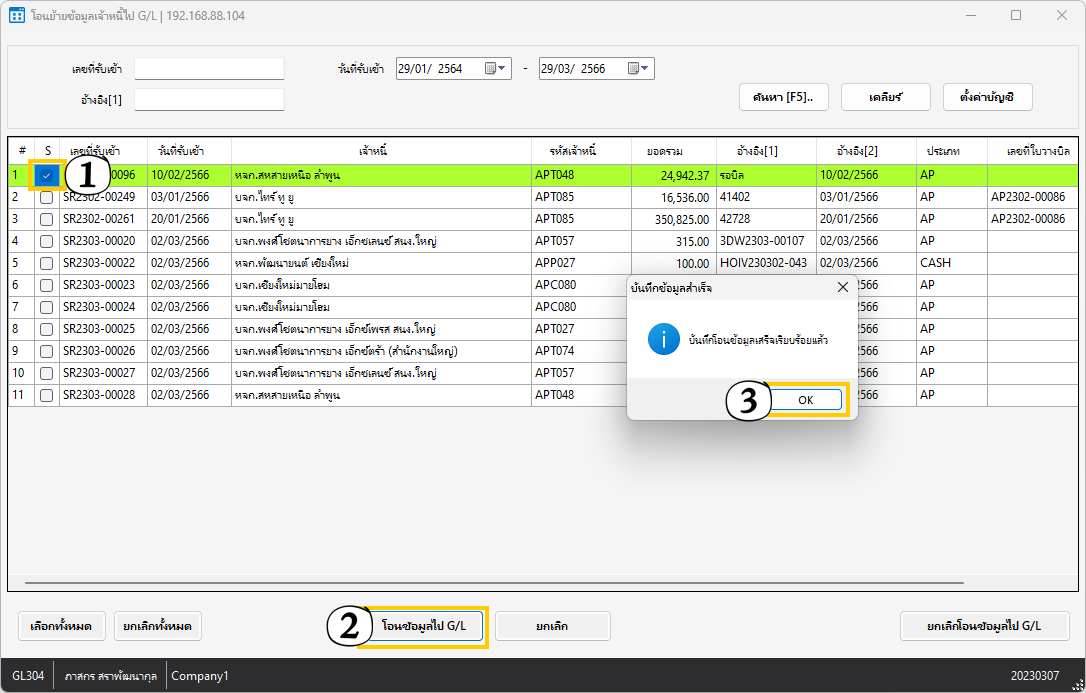 โอนย้ายข้อมูลเจ้าหนี้ไป G/L | 192.168.88.104
เลขที่รับเข้า วันที่รับเข้า 29/01/ 2564 - 29/03/ 2566
อ้างอิง[1]
ค้นหา [F5].. เคลียร์ ตั้งค่าบัญชี
# S เลขที่รับเข้า วันที่รับเข้า เจ้าหนี้ รหัสเจ้าหนี้ ยอดรวม อ้างอิง[1] อ้างอิง[2] ประเภท เลขที่ใบวางบิล
1 1 0096 10/02/2566 หจก.สหสายเหนือ ลำพูน APT048 24,942.37 รอบิล 10/02/2566 AP
2 SR2302-00249 03/01/2566 บจก.ไทร์ ทู ยู APT085 16,536.00 41402 03/01/2566 AP AP2302-00086
3 SR2302-00261 20/01/2566 บจก.ไทร์ ทู ยู APT085 350,825.00 42728 20/01/2566 AP AP2302-00086
4 SR2303-00020 02/03/2566 บจก.พงศ์โชตนาการยาง เอ็กซเลนซ์ สนง.ใหญ่ APT057 315.00 3DW2303-00107 02/03/2566 AP
5 SR2303-00022 02/03/2566 หจก.พัฒนายนต์ เชียงใหม่ APP027 100.00 HOIV230302-043 02/03/2566 CASH
6 SR2303-00023 02/03/2566 บจก.เชียงใหม่มายโฮม APC080 2566 AP
7 SR2303-00024 02/03/2566 บจก.เชียงใหม่มายโฮม APC080 2566 AP
8 SR2303-00025 02/03/2566 บจก.พงศ์โชตนาการยาง เอ็กซ์เพรส สนง.ใหญ่ APT027 2566 AP
9 SR2303-00026 02/03/2566 บจก.พงศ์โชตนาการยาง เอ็กซ์ตร้า (สำนักงานใหญ่) APT074 2566 AP
10 SR2303-00027 02/03/2566 บจก.พงศ์โชตนาการยาง เอ็กซเลนซ์ สนง.ใหญ่ APT057 2566 AP
11 SR2303-00028 02/03/2566 หจก.สหสายเหนือ ลำพูน APT048 2566 AP
บันทึกข้อมูลสำเร็จ
บันทึกโอนข้อมูลเสร็จเรียบร้อยแล้ว
3 OK
เลือกทั้งหมด ยกเลิกทั้งหมด 2 โอนข้อมูลไป G/L ยกเลิก ยกเลิกโอนข้อมูลไป G/L
GL304 ภาสกร สราพัฒนากุล Company1 20230307